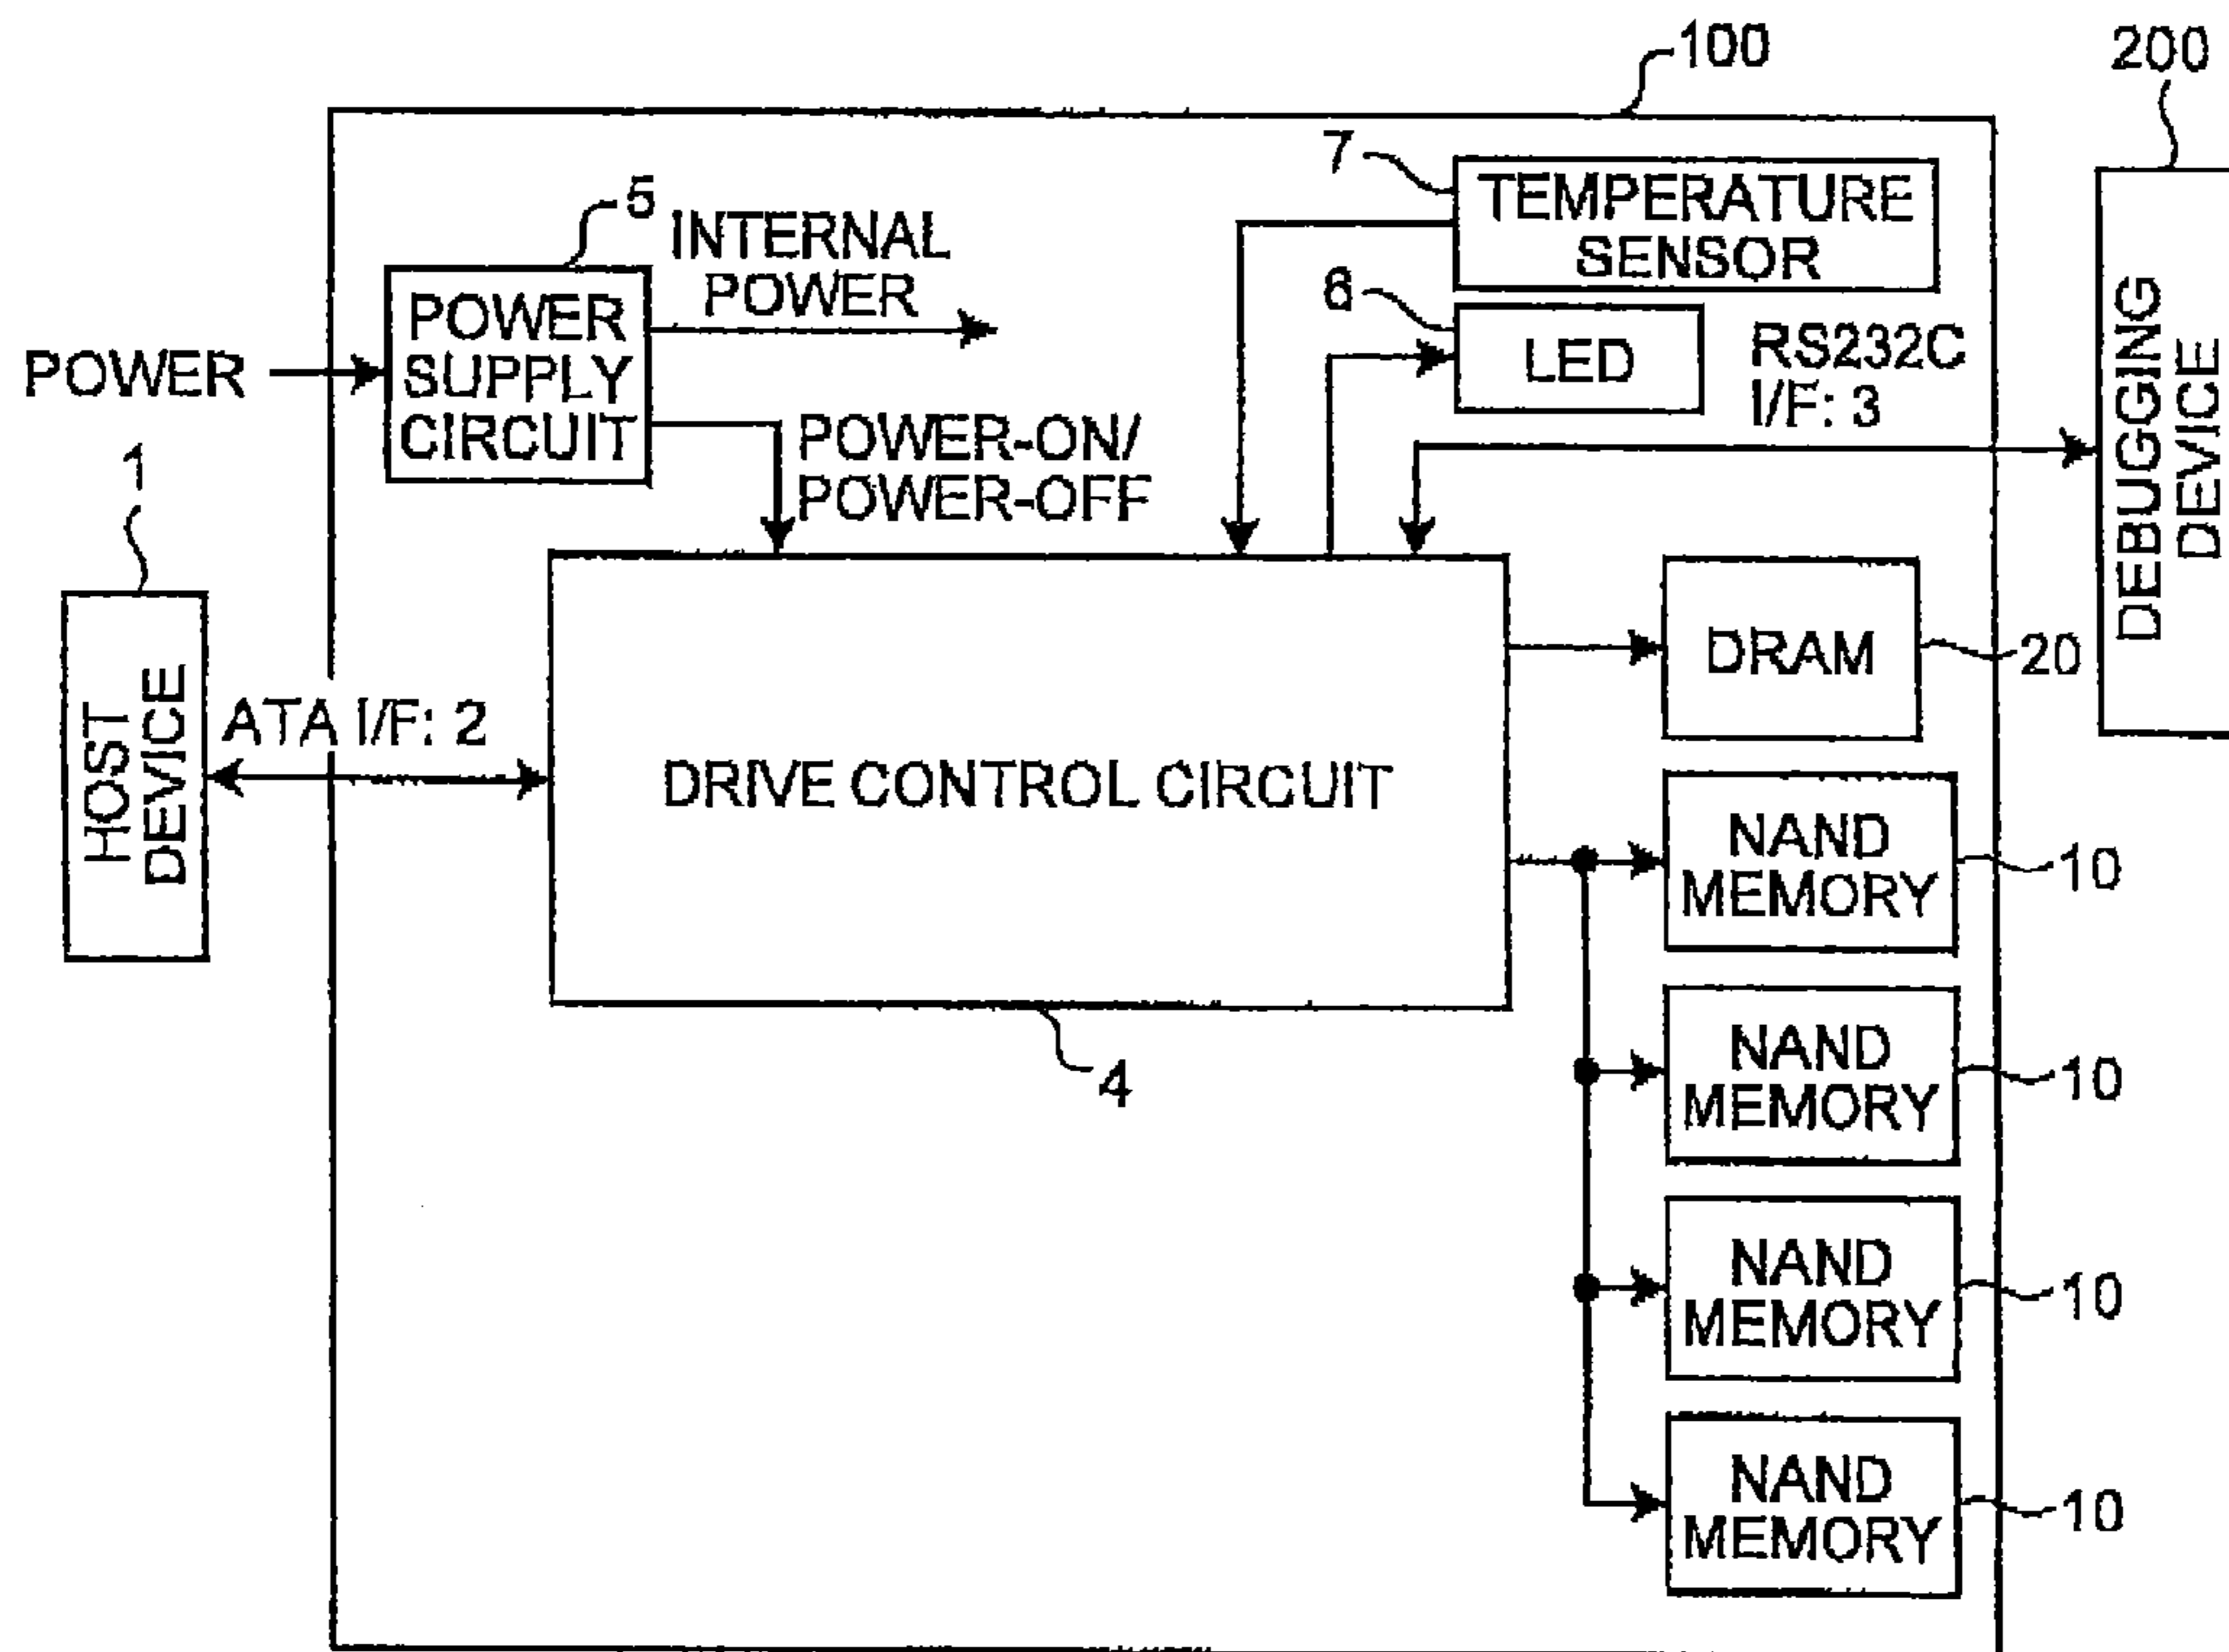 100
200
7
TEMPERATURE
SENSOR
5
INTERNAL
POWER
6
LED
RS232C
I/F: 3
POWER
SUPPLY
CIRCUIT
POWER
POWER-ON/
POWER-OFF
DEBUGGING
DEVICE
1
HOST
DEVICE
ATA I/F: 2
DRIVE CONTROL CIRCUIT
4
DRAM
20
NAND
MEMORY
10
NAND
MEMORY
10
NAND
MEMORY
10
NAND
MEMORY
10